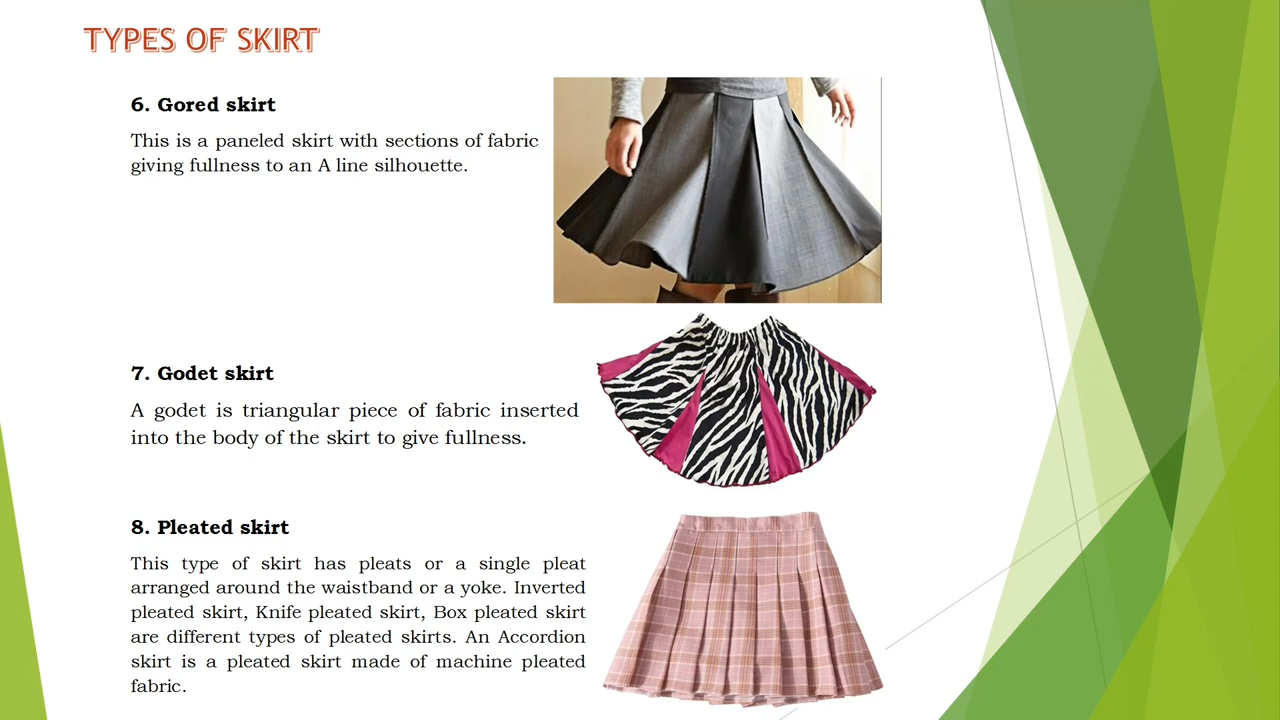 TYPES OF SKIRT
6. Gored skirt
This is a paneled skirt with sections of fabric
giving fullness to an A line silhouette.
7. Godet skirt
A godet is triangular piece of fabric inserted
into the body of the skirt to give fullness.
8. Pleated skirt
This type of skirt has pleats or a single pleat
arranged around the waistband or a yoke. Inverted
pleated skirt, Knife pleated skirt, Box pleated skirt
are different types of pleated skirts. An Accordion
skirt is a pleated skirt made of machine pleated
fabric.